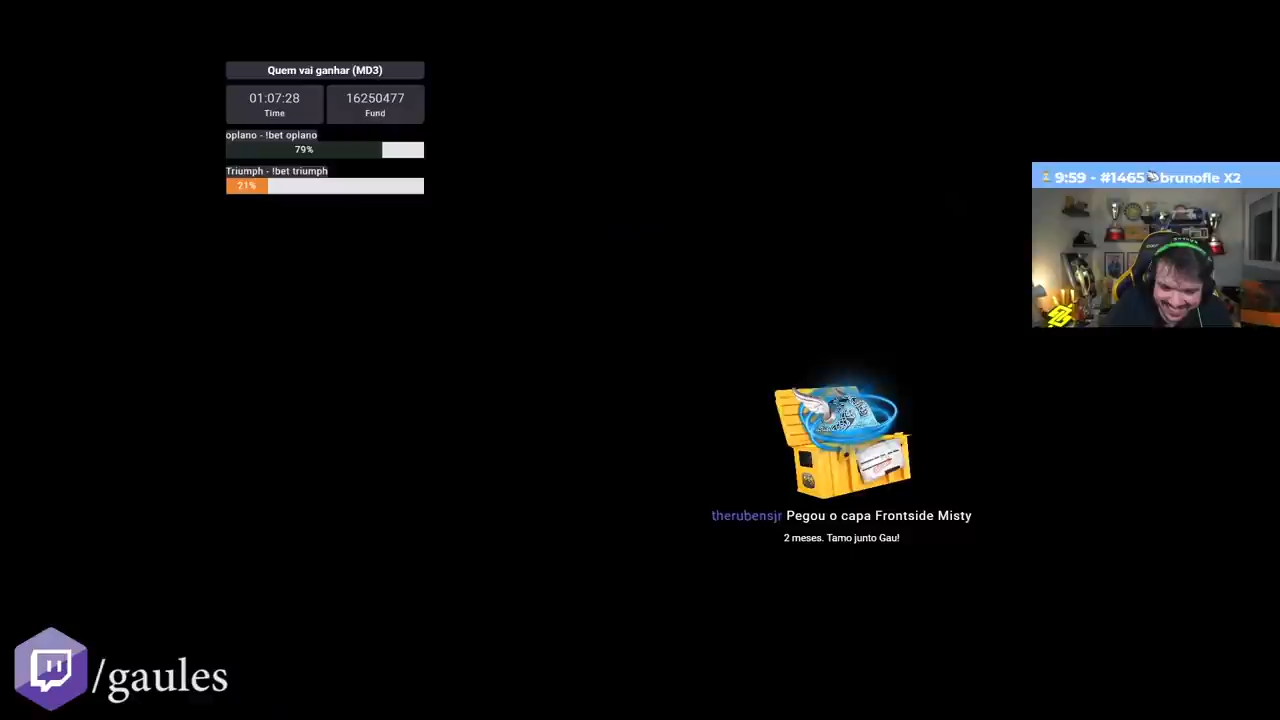 Quem vai ganhar (MD3)
01:07:28
Time
16250477
Fund
oplano - !bet oplano
79%
Triumph - !bet triumph
21%
9:59 - #1465 brunofle X2
therubensjr Pegou o capa Frontside Misty
2 meses. Tamo junto Gau!
/gaules